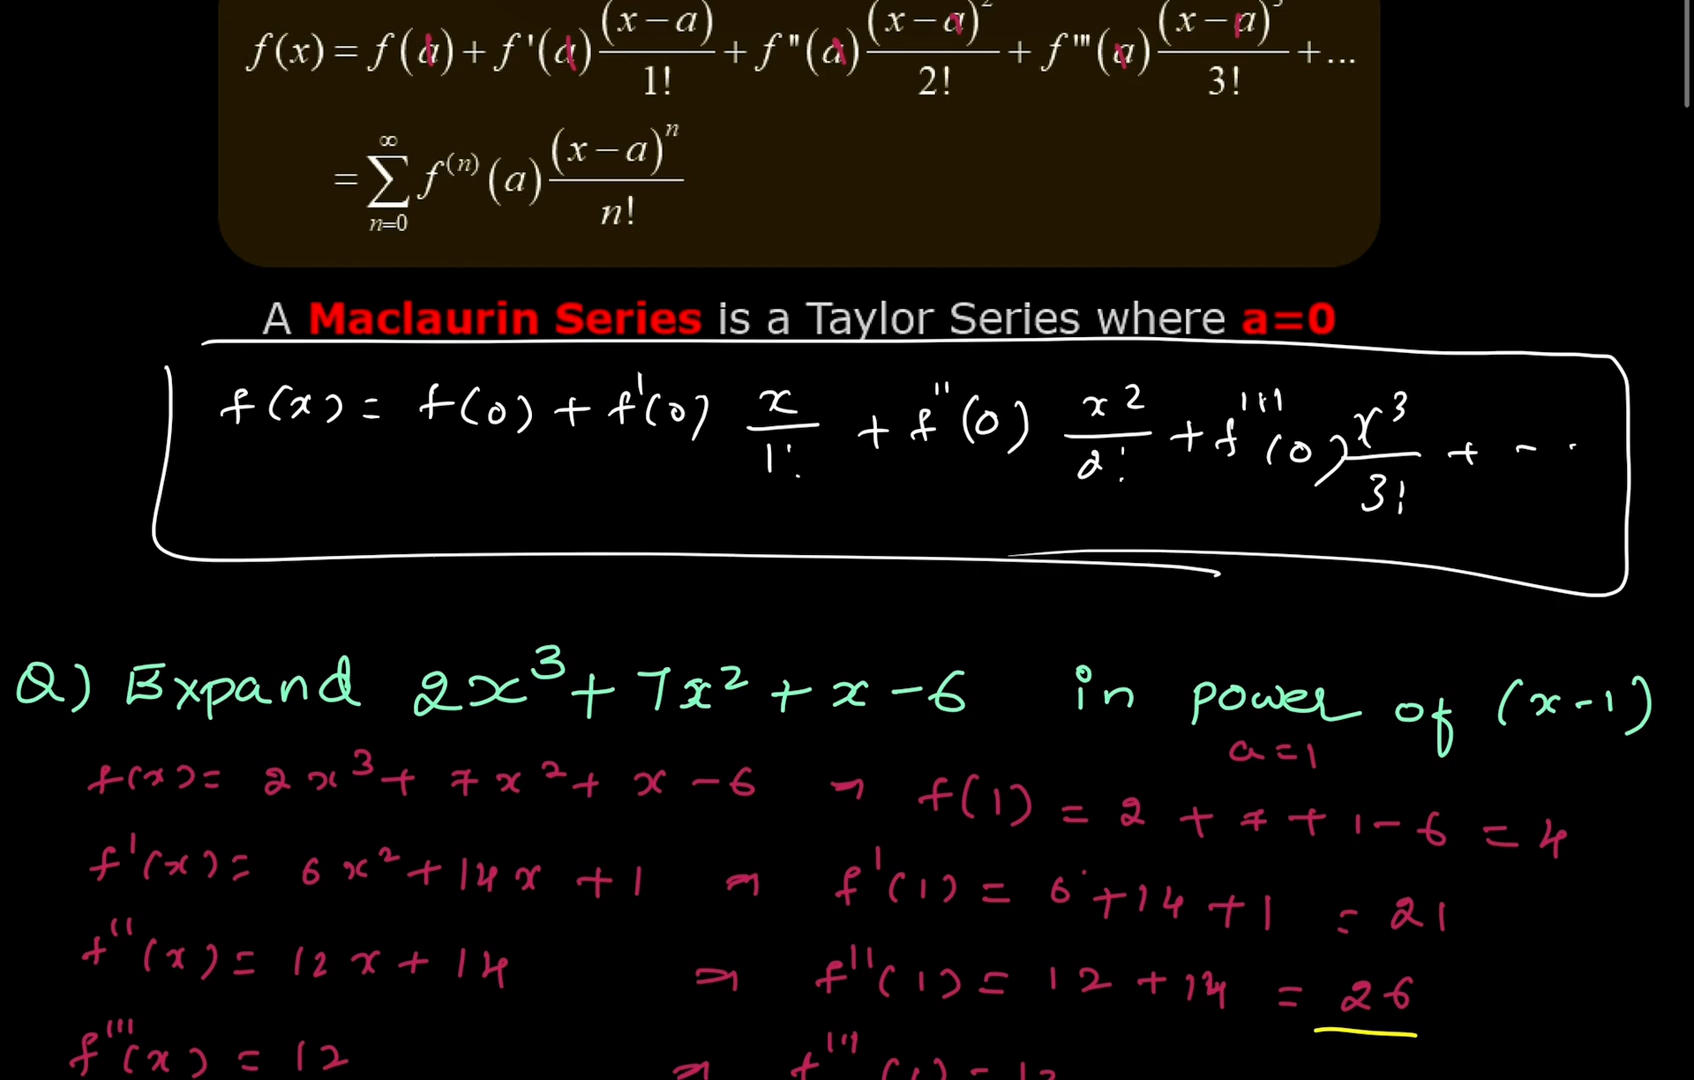 f(x) = f(a) + f'(a) (x-a)/1! + f"(a) (x-a)²/2! + f'''(a) (x-a)³/3! + ...
= ∑_{n=0}^{∞} f⁽ⁿ⁾(a) (x-a)ⁿ/n!
A Maclaurin Series is a Taylor Series where a=0
f(x) = f(0) + f'(0) x/1! + f''(0) x²/2! + f'''(0) x³/3! + - ..
Q) Expand 2x³ + 7x² + x - 6 in power of (x-1)
a=1
f(x) = 2x³ + 7x² + x - 6 ⇒ f(1) = 2 + 7 + 1 - 6 = 4
f'(x) = 6x² + 14x + 1 ⇒ f'(1) = 6 + 14 + 1 = 21
f''(x) = 12x + 14 ⇒ f''(1) = 12 + 14 = 26
f'''(x) = 12 ⇒ f'''(1) = 12